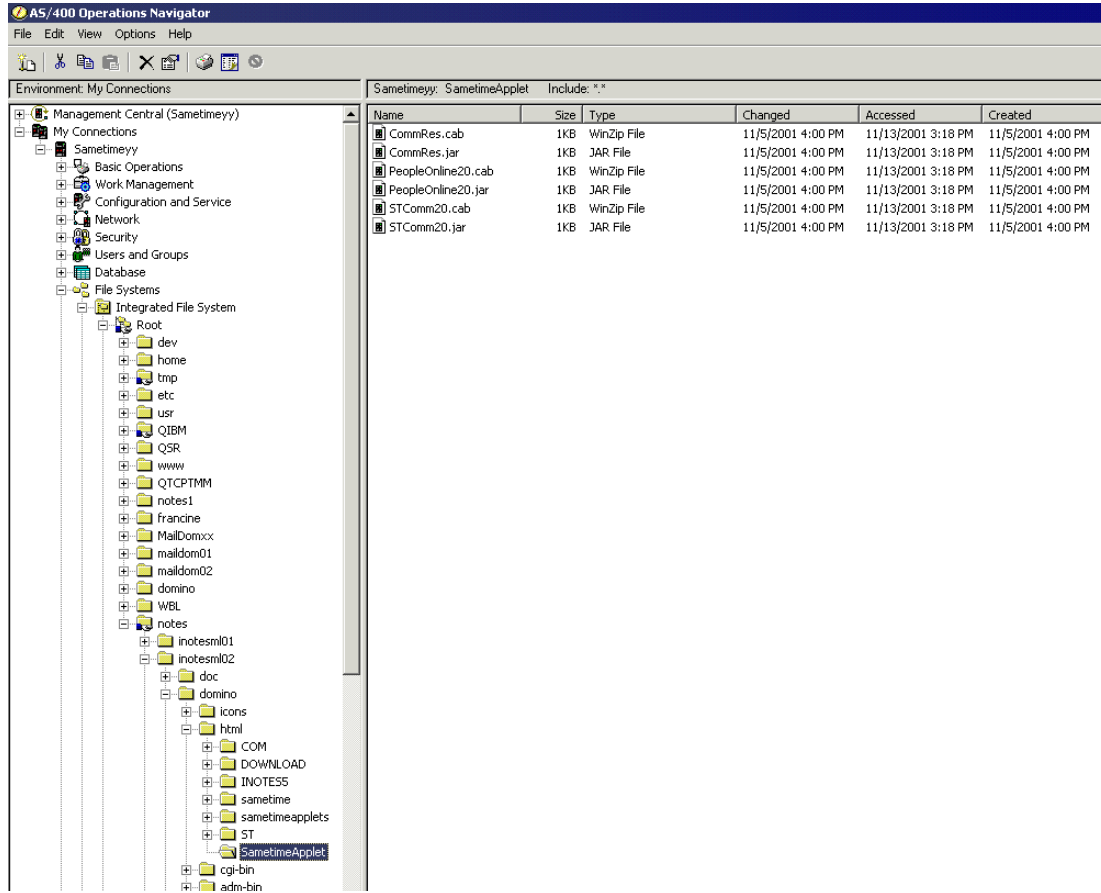 AS/400 Operations Navigator
File Edit View Options Help
Environment: My Connections
Sametimeyy: SametimeApplet Include: *.*
Management Central (Sametimeyy)
My Connections
Sametimeyy
Basic Operations
Work Management
Configuration and Service
Network
Security
Users and Groups
Database
File Systems
Integrated File System
Root
dev
home
tmp
etc
usr
QIBM
QSR
www
QTCPTMM
notes1
francine
MailDomxx
maildom01
maildom02
domino
WBL
notes
inotesml01
inotesml02
doc
domino
icons
html
COM
DOWNLOAD
INOTES5
sametime
sametimeapplets
ST
SametimeApplet
cgi-bin
adm-bin
Name Size Type Changed Accessed Created
CommRes.cab 1KB WinZip File 11/5/2001 4:00 PM 11/13/2001 3:18 PM 11/5/2001 4:00 PM
CommRes.jar 1KB JAR File 11/5/2001 4:00 PM 11/13/2001 3:18 PM 11/5/2001 4:00 PM
PeopleOnline20.cab 1KB WinZip File 11/5/2001 4:00 PM 11/13/2001 3:18 PM 11/5/2001 4:00 PM
PeopleOnline20.jar 1KB JAR File 11/5/2001 4:00 PM 11/13/2001 3:18 PM 11/5/2001 4:00 PM
STComm20.cab 1KB WinZip File 11/5/2001 4:00 PM 11/13/2001 3:18 PM 11/5/2001 4:00 PM
STComm20.jar 1KB JAR File 11/5/2001 4:00 PM 11/13/2001 3:18 PM 11/5/2001 4:00 PM